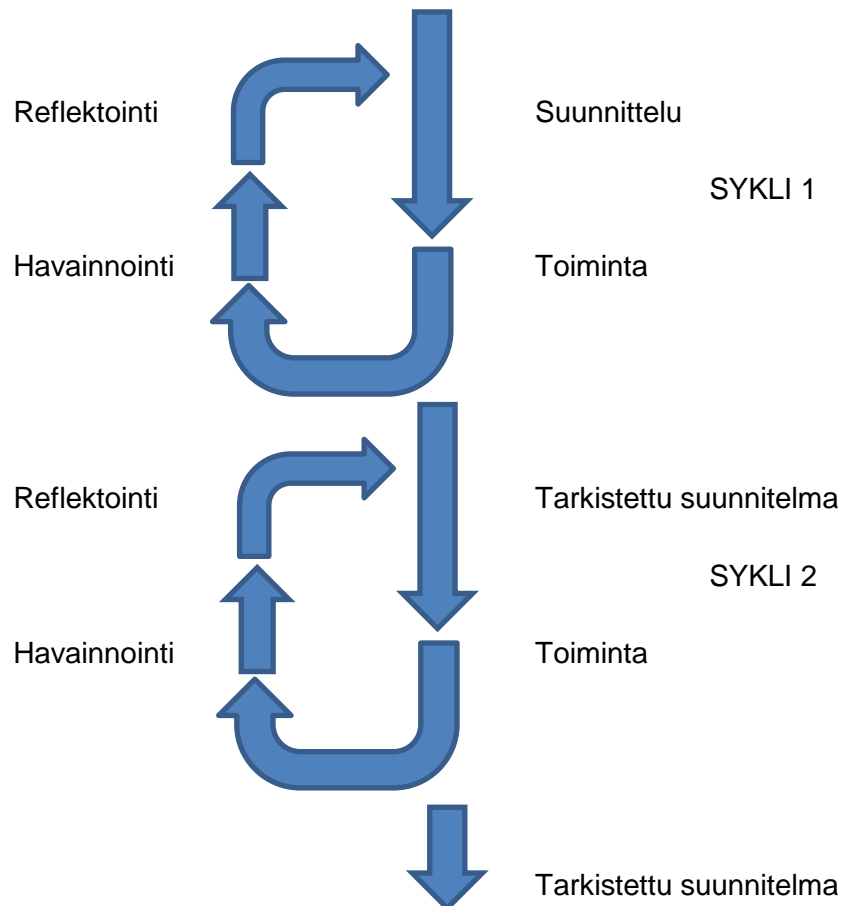 Reflektointi Suunnittelu
SYKLI 1
Havainnointi Toiminta
Reflektointi Tarkistettu suunnitelma
SYKLI 2
Havainnointi Toiminta
Tarkistettu suunnitelma